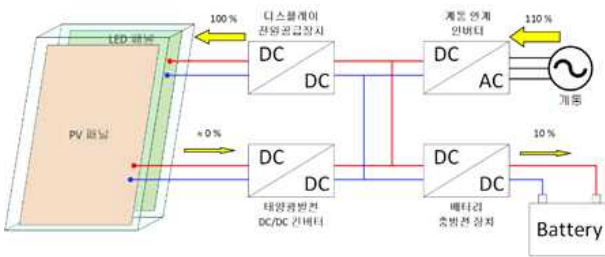 100 %
디스플레이
전원공급장치
계통 연계
인버터
110 %
LED 패널
DC
DC
DC
AC
계통
PV 패널
≈ 0 %
DC
DC
DC
DC
10 %
태양광발전
DC/DC 컨버터
배터리
충방전 장치
Battery